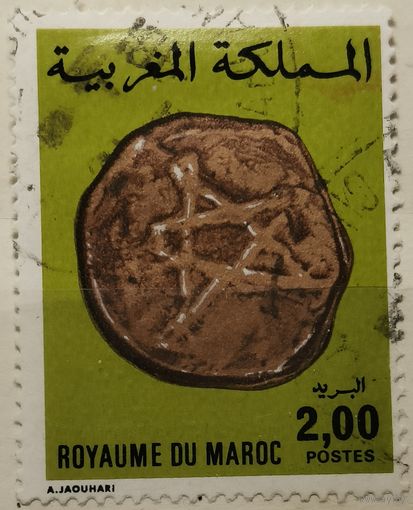 المملكة المغربية
البريد
2,00
ROYAUME DU MAROC
POSTES
A.JAOUHARI